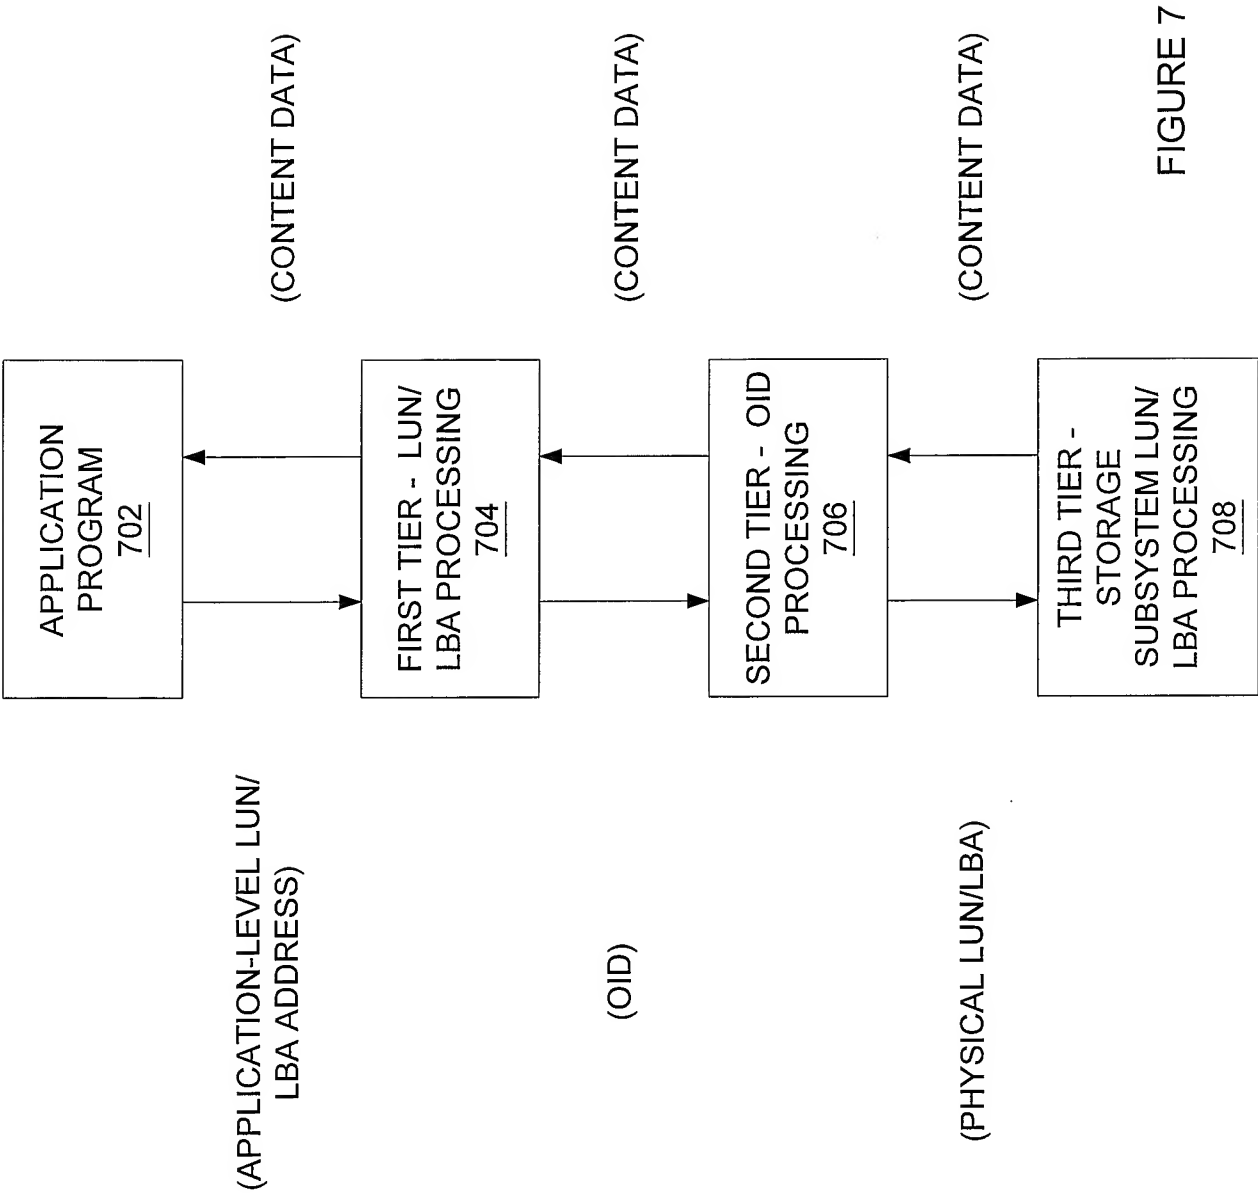 APPLICATION
PROGRAM
702
(APPLICATION-LEVEL LUN/
LBA ADDRESS)
(CONTENT DATA)
FIRST TIER - LUN/
LBA PROCESSING
704
(OID)
(CONTENT DATA)
SECOND TIER - OID
PROCESSING
706
(PHYSICAL LUN/LBA)
(CONTENT DATA)
THIRD TIER -
STORAGE
SUBSYSTEM LUN/
LBA PROCESSING
708
FIGURE 7